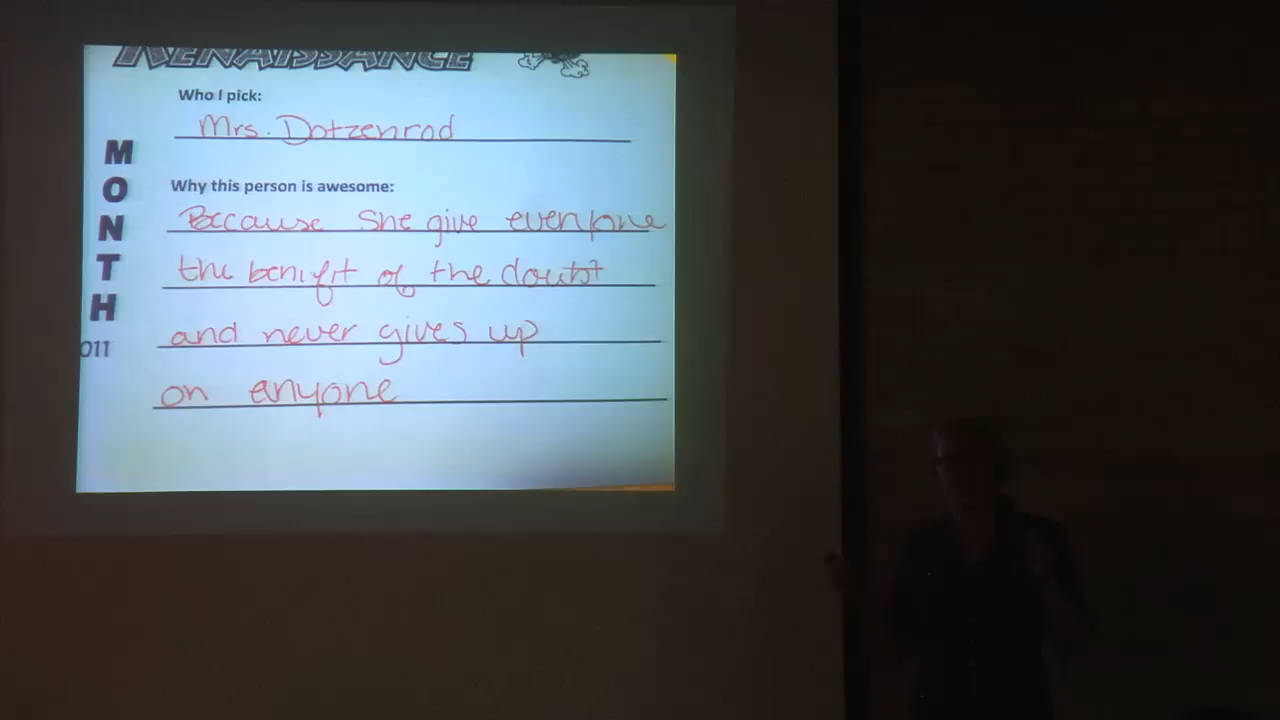 RENAISSANCE
Who I pick:
Mrs. Dotzenrod
MONTH
Why this person is awesome:
Because she give everyone
the benifit of the doubt
and never gives up
011
on anyone